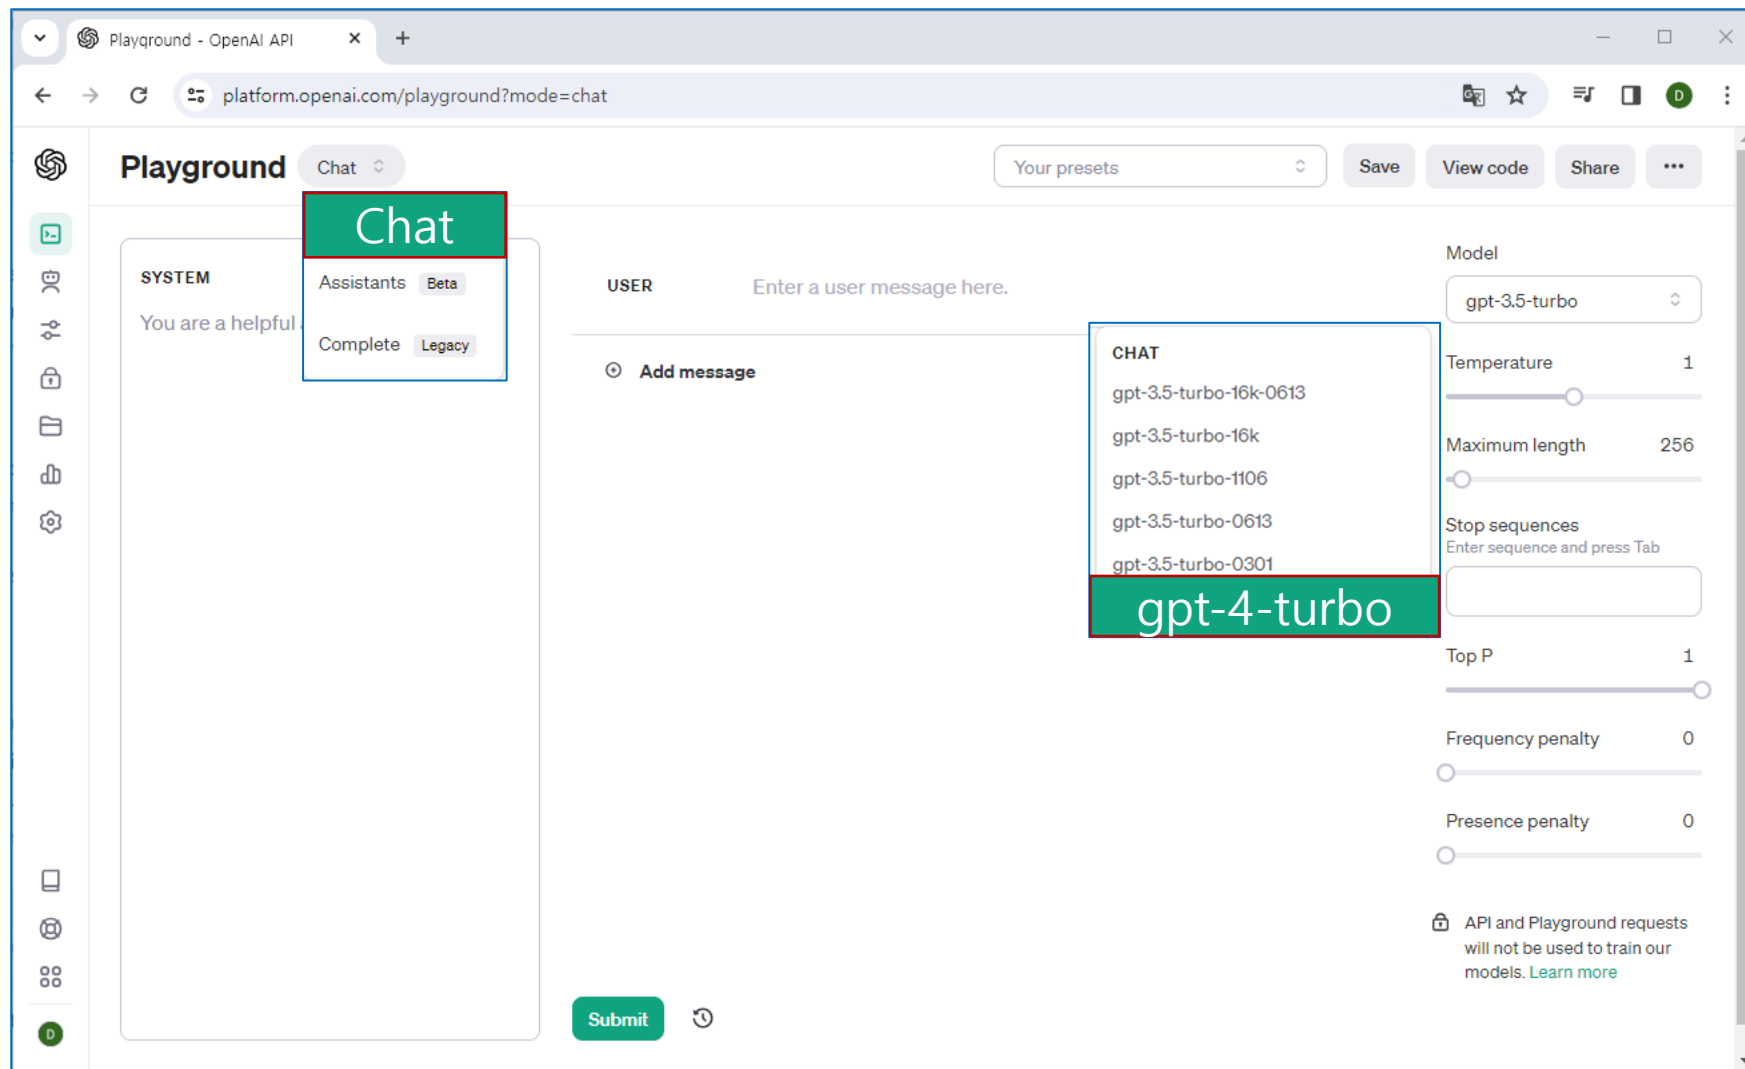 Playground - OpenAI API
platform.openai.com/playground?mode=chat
Playground
Chat
Your presets
Save
View code
Share
Chat
Assistants Beta
Complete Legacy
SYSTEM
You are a helpful
USER
Enter a user message here.
Add message
CHAT
gpt-3.5-turbo-16k-0613
gpt-3.5-turbo-16k
gpt-3.5-turbo-1106
gpt-3.5-turbo-0613
gpt-3.5-turbo-0301
gpt-4-turbo
Model
gpt-3.5-turbo
Temperature 1
Maximum length 256
Stop sequences
Enter sequence and press Tab
Top P 1
Frequency penalty 0
Presence penalty 0
API and Playground requests
will not be used to train our
models. Learn more
Submit
D
D